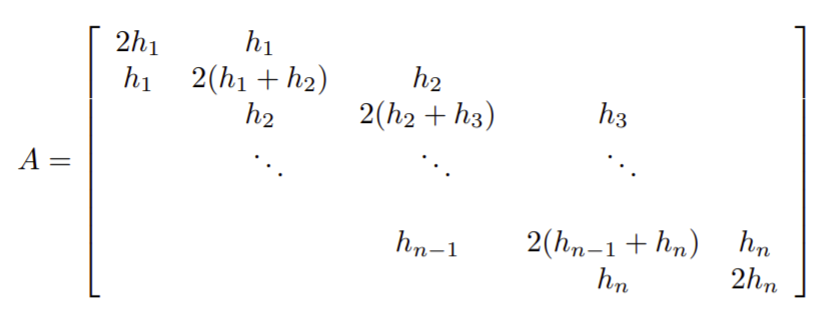 2h₁ h₁
h₁ 2(h₁ + h₂) h₂
h₂ 2(h₂ + h₃) h₃
A =
⋱ ⋱ ⋱
hₙ₋₁ 2(hₙ₋₁ + hₙ) hₙ
hₙ 2hₙ